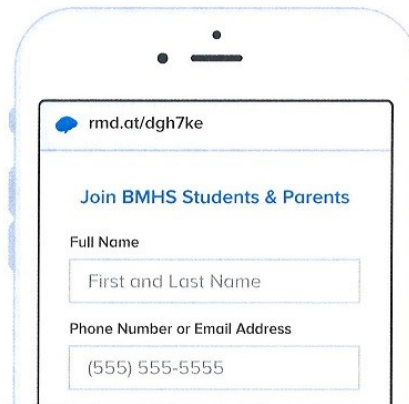 rmd.at/dgh7ke
Join BMHS Students & Parents
Full Name
First and Last Name
Phone Number or Email Address
(555) 555-5555